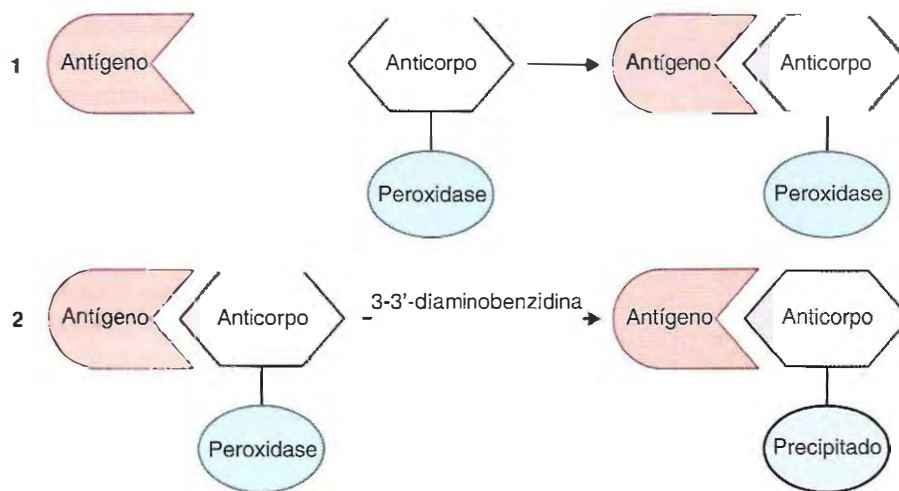 1 Antígeno Anticorpo Antígeno Anticorpo
Peroxidase Peroxidase
3-3'-diaminobenzidina
2 Antígeno Anticorpo Antígeno Anticorpo
Peroxidase Precipitado